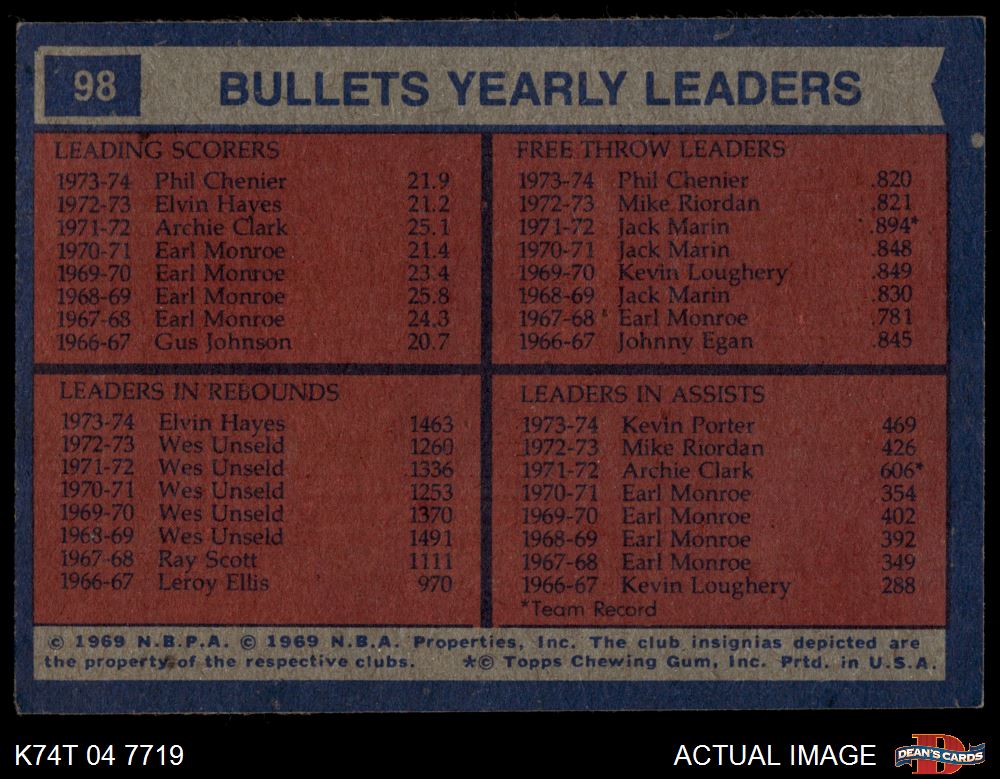 98 BULLETS YEARLY LEADERS
LEADING SCORERS
1973-74 Phil Chenier 21.9
1972-73 Elvin Hayes 21.2
1971-72 Archie Clark 25.1
1970-71 Earl Monroe 21.4
1969-70 Earl Monroe 23.4
1968-69 Earl Monroe 25.8
1967-68 Earl Monroe 24.3
1966-67 Gus Johnson 20.7
FREE THROW LEADERS
1973-74 Phil Chenier .820
1972-73 Mike Riordan .821
1971-72 Jack Marin .894*
1970-71 Jack Marin .848
1969-70 Kevin Loughery .849
1968-69 Jack Marin .830
1967-68 Earl Monroe .781
1966-67 Johnny Egan .845
LEADERS IN REBOUNDS
1973-74 Elvin Hayes 1463
1972-73 Wes Unseld 1260
1971-72 Wes Unseld 1336
1970-71 Wes Unseld 1253
1969-70 Wes Unseld 1370
1968-69 Wes Unseld 1491
1967-68 Ray Scott 1111
1966-67 Leroy Ellis 970
LEADERS IN ASSISTS
1973-74 Kevin Porter 469
1972-73 Mike Riordan 426
1971-72 Archie Clark 606*
1970-71 Earl Monroe 354
1969-70 Earl Monroe 402
1968-69 Earl Monroe 392
1967-68 Earl Monroe 349
1966-67 Kevin Loughery 288
*Team Record
© 1969 N.B.P.A. © 1969 N.B.A. Properties, Inc. The club insignias depicted are
the property of the respective clubs. *© Topps Chewing Gum, Inc. Prtd. in U.S.A.
K74T 04 7719 ACTUAL IMAGE DEAN'S CARDS